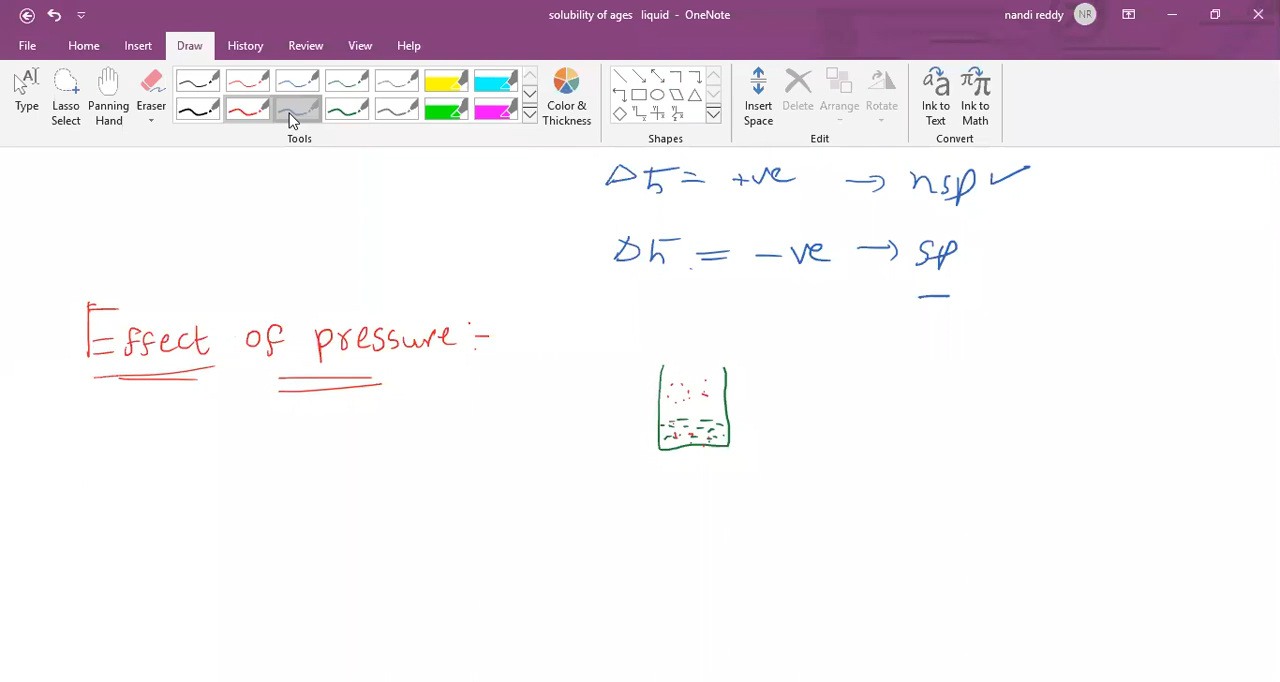 solubility of ages liquid - OneNote
nandi reddy NR
File Home Insert Draw History Review View Help
Type Lasso Select Panning Hand Eraser Color & Thickness Insert Space Delete Arrange Rotate Ink to Text Ink to Math
Tools Shapes Edit Convert
Δh = +ve → nsp ✓
Δh = -ve → sp
Effect of pressure :-